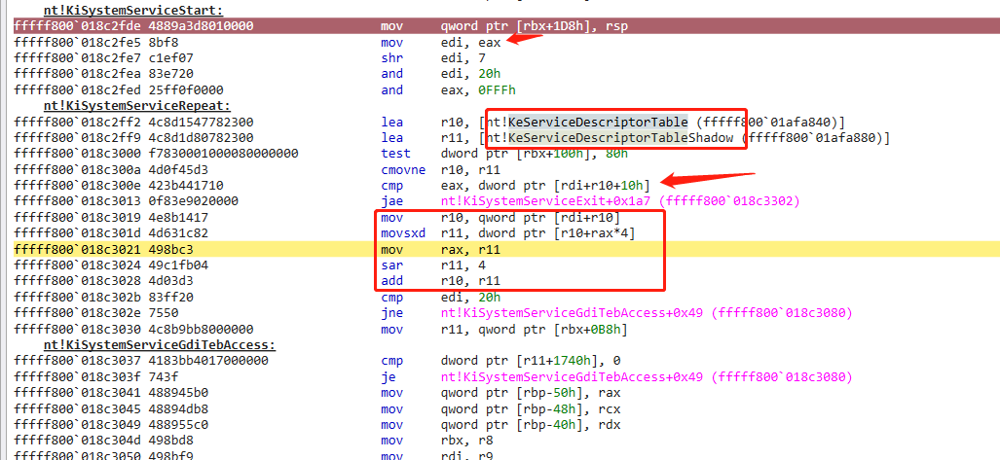 nt!KiSystemServiceStart:
fffff800`018c2fde 4889a3d8010000 mov qword ptr [rbx+1D8h], rsp
fffff800`018c2fe5 8bf8 mov edi, eax
fffff800`018c2fe7 c1ef07 shr edi, 7
fffff800`018c2fea 83e720 and edi, 20h
fffff800`018c2fed 25ff0f0000 and eax, 0FFFh
nt!KiSystemServiceRepeat:
fffff800`018c2ff2 4c8d1547782300 lea r10, [nt!KeServiceDescriptorTable (fffff800`01afa840)]
fffff800`018c2ff9 4c8d1d80782300 lea r11, [nt!KeServiceDescriptorTableShadow (fffff800`01afa880)]
fffff800`018c3000 f7830001000080000000 test dword ptr [rbx+100h], 80h
fffff800`018c300a 4d0f45d3 cmovne r10, r11
fffff800`018c300e 423b441710 cmp eax, dword ptr [rdi+r10+10h]
fffff800`018c3013 0f83e9020000 jae nt!KiSystemServiceExit+0x1a7 (fffff800`018c3302)
fffff800`018c3019 4e8b1417 mov r10, qword ptr [rdi+r10]
fffff800`018c301d 4d631c82 movsxd r11, dword ptr [r10+rax*4]
fffff800`018c3021 498bc3 mov rax, r11
fffff800`018c3024 49c1fb04 sar r11, 4
fffff800`018c3028 4d03d3 add r10, r11
fffff800`018c302b 83ff20 cmp edi, 20h
fffff800`018c302e 7550 jne nt!KiSystemServiceGdiTebAccess+0x49 (fffff800`018c3080)
fffff800`018c3030 4c8b9bb8000000 mov r11, qword ptr [rbx+0B8h]
nt!KiSystemServiceGdiTebAccess:
fffff800`018c3037 4183bb4017000000 cmp dword ptr [r11+1740h], 0
fffff800`018c303f 743f je nt!KiSystemServiceGdiTebAccess+0x49 (fffff800`018c3080)
fffff800`018c3041 488945b0 mov qword ptr [rbp-50h], rax
fffff800`018c3045 48894db8 mov qword ptr [rbp-48h], rcx
fffff800`018c3049 488955c0 mov qword ptr [rbp-40h], rdx
fffff800`018c304d 498bd8 mov rbx, r8
fffff800`018c3050 498bf9 mov rdi, r9